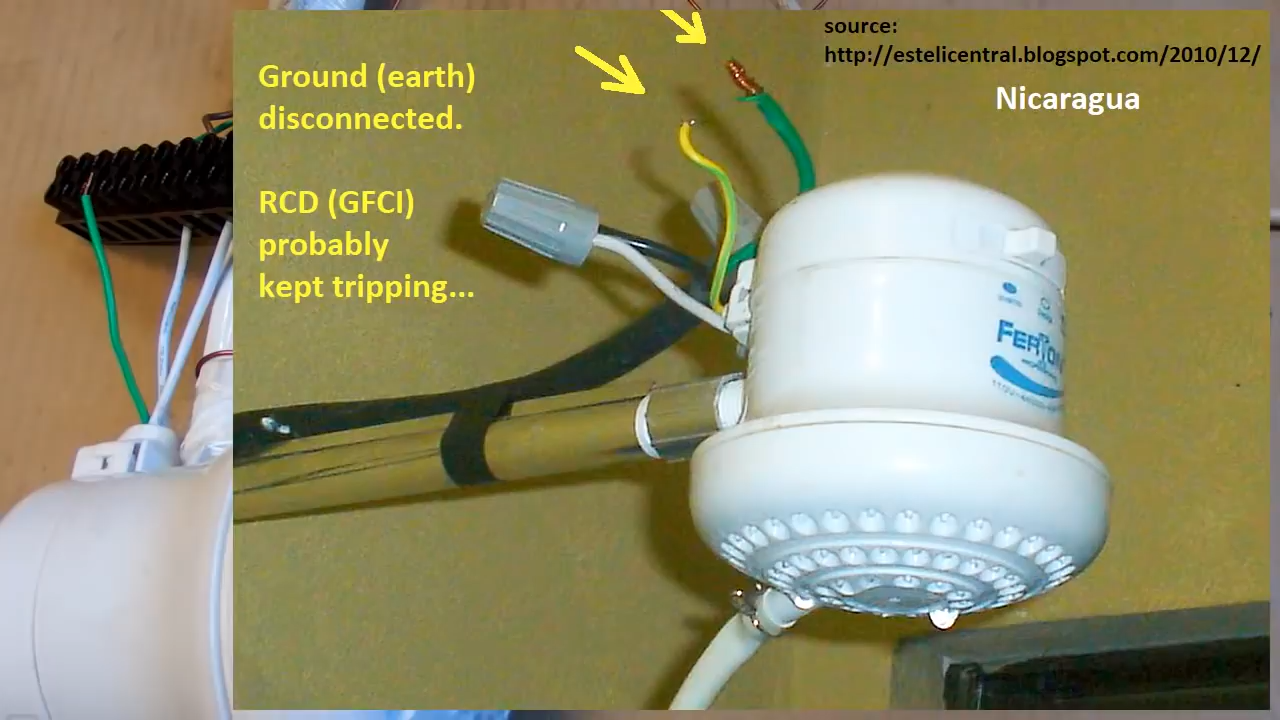 source:
http://estelicentral.blogspot.com/2010/12/
Nicaragua
Ground (earth)
disconnected.
RCD (GFCI)
probably
kept tripping...